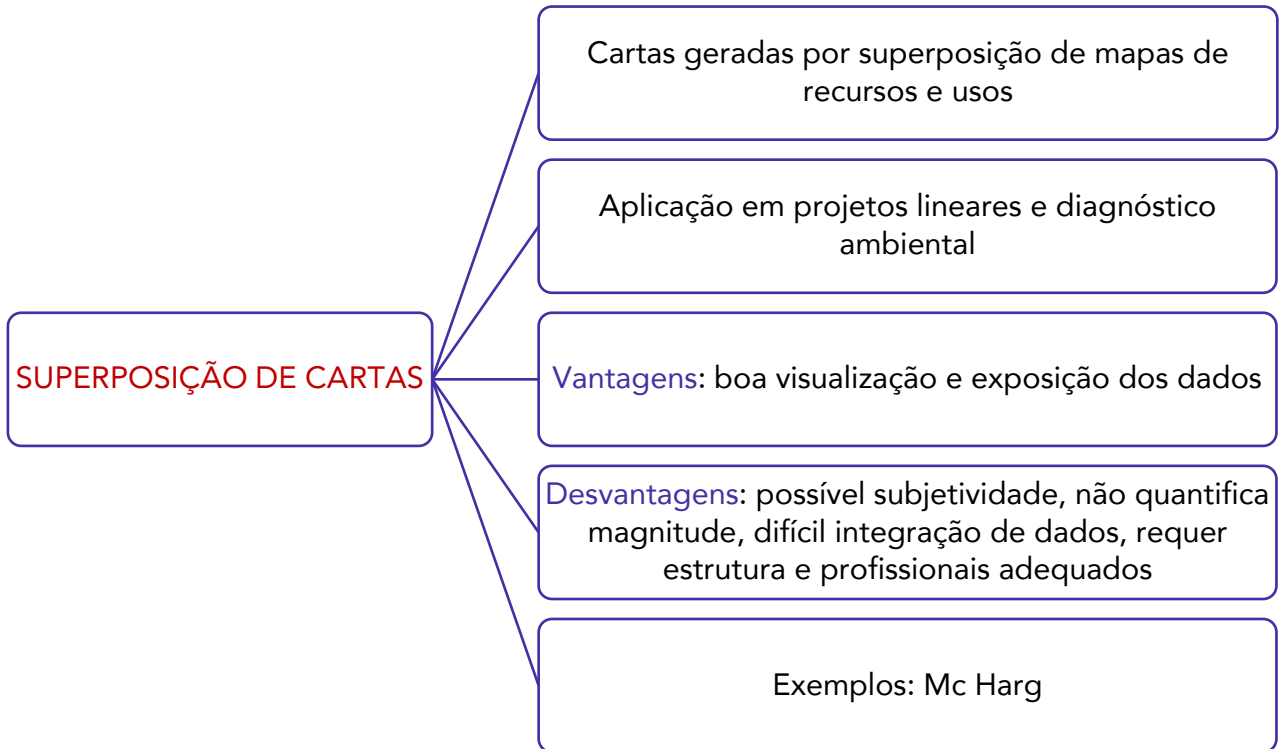 Cartas geradas por superposição de mapas de
recursos e usos
Aplicação em projetos lineares e diagnóstico
ambiental
SUPERPOSIÇÃO DE CARTAS
Vantagens: boa visualização e exposição dos dados
Desvantagens: possível subjetividade, não quantifica
magnitude, difícil integração de dados, requer
estrutura e profissionais adequados
Exemplos: Mc Harg